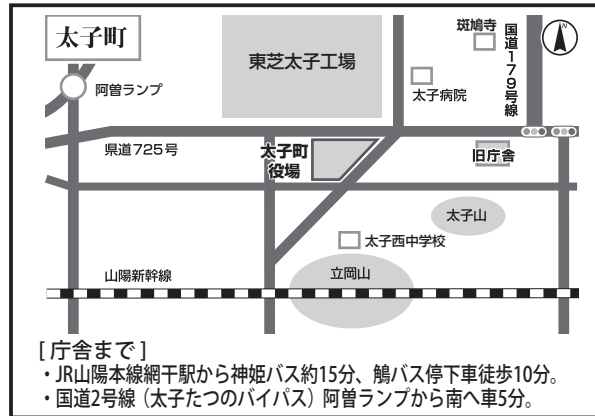 太子町
斑鳩寺
国道179号線
N
東芝太子工場
阿曽ランプ
太子病院
県道725号
太子町
役場
旧庁舎
太子山
太子西中学校
山陽新幹線
立岡山
[庁舎まで]
・JR山陽本線網干駅から神姫バス約15分、鵤バス停下車徒歩10分。
・国道2号線（太子たつのバイパス）阿曽ランプから南へ車5分。